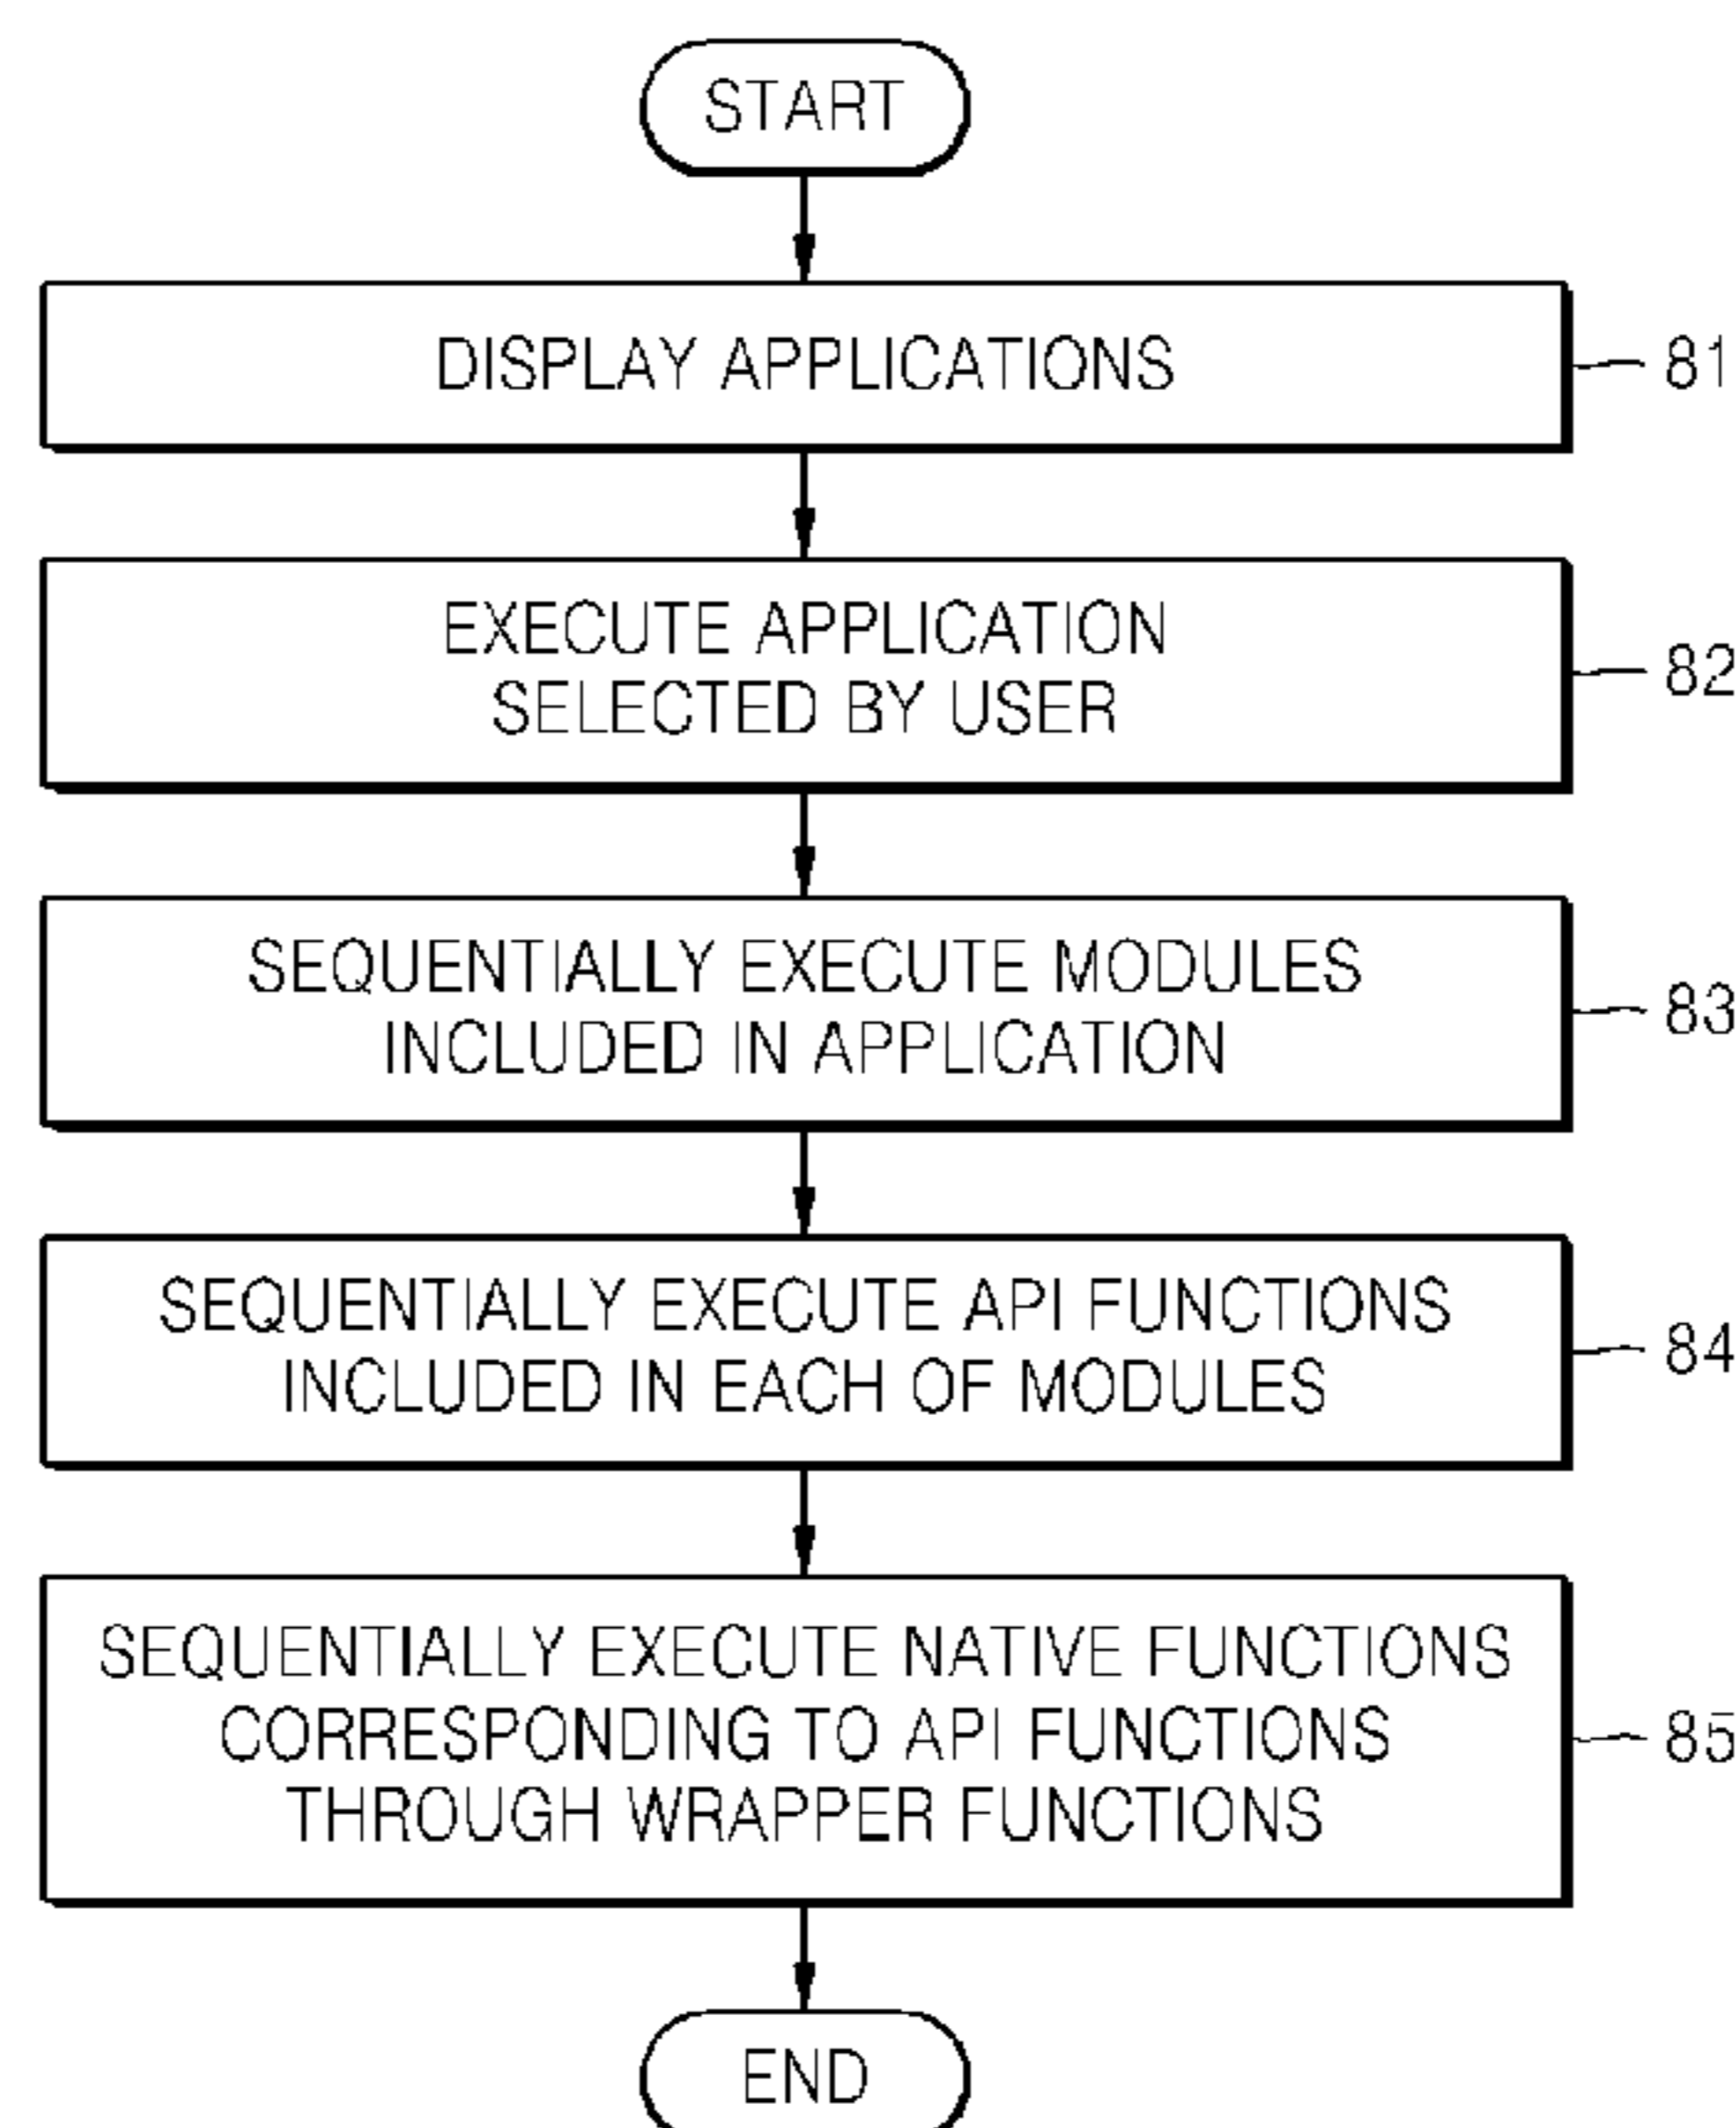 START
DISPLAY APPLICATIONS
81
EXECUTE APPLICATION
SELECTED BY USER
82
SEQUENTIALLY EXECUTE MODULES
INCLUDED IN APPLICATION
83
SEQUENTIALLY EXECUTE API FUNCTIONS
INCLUDED IN EACH OF MODULES
84
SEQUENTIALLY EXECUTE NATIVE FUNCTIONS
CORRESPONDING TO API FUNCTIONS
THROUGH WRAPPER FUNCTIONS
85
END